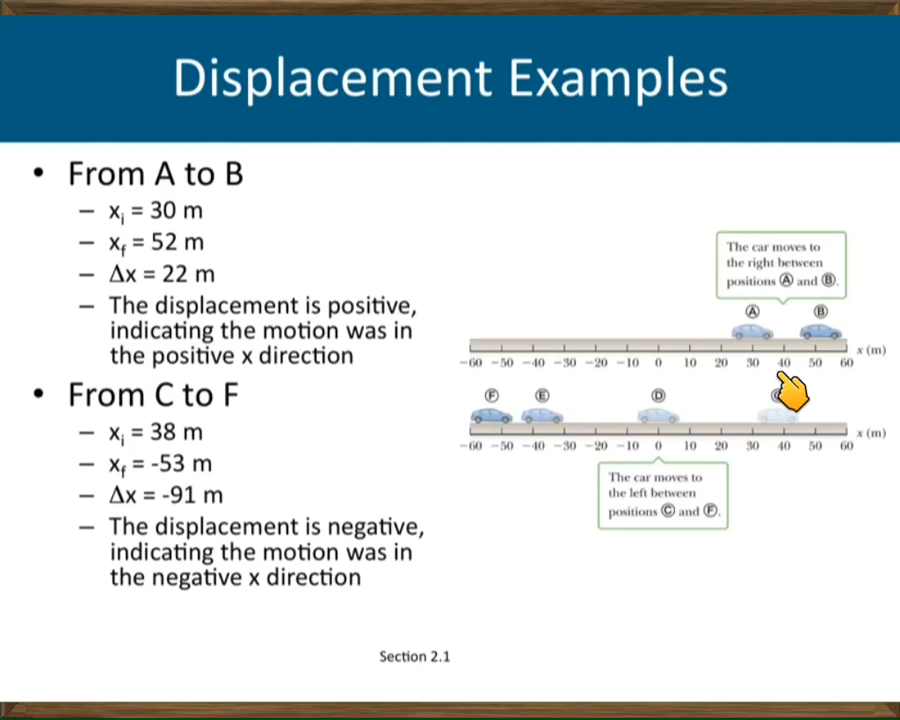 Displacement Examples
• From A to B
– xᵢ = 30 m
– x_f = 52 m
– Δx = 22 m
– The displacement is positive,
indicating the motion was in
the positive x direction
• From C to F
– xᵢ = 38 m
– x_f = -53 m
– Δx = -91 m
– The displacement is negative,
indicating the motion was in
the negative x direction
The car moves to
the right between
positions Ⓐ and Ⓑ.
Ⓐ Ⓑ
x (m)
−60 −50 −40 −30 −20 −10 0 10 20 30 40 50 60
Ⓕ Ⓔ Ⓓ
x (m)
−60 −50 −40 −30 −20 −10 0 10 20 30 40 50 60
The car moves to
the left between
positions Ⓒ and Ⓕ.
Section 2.1